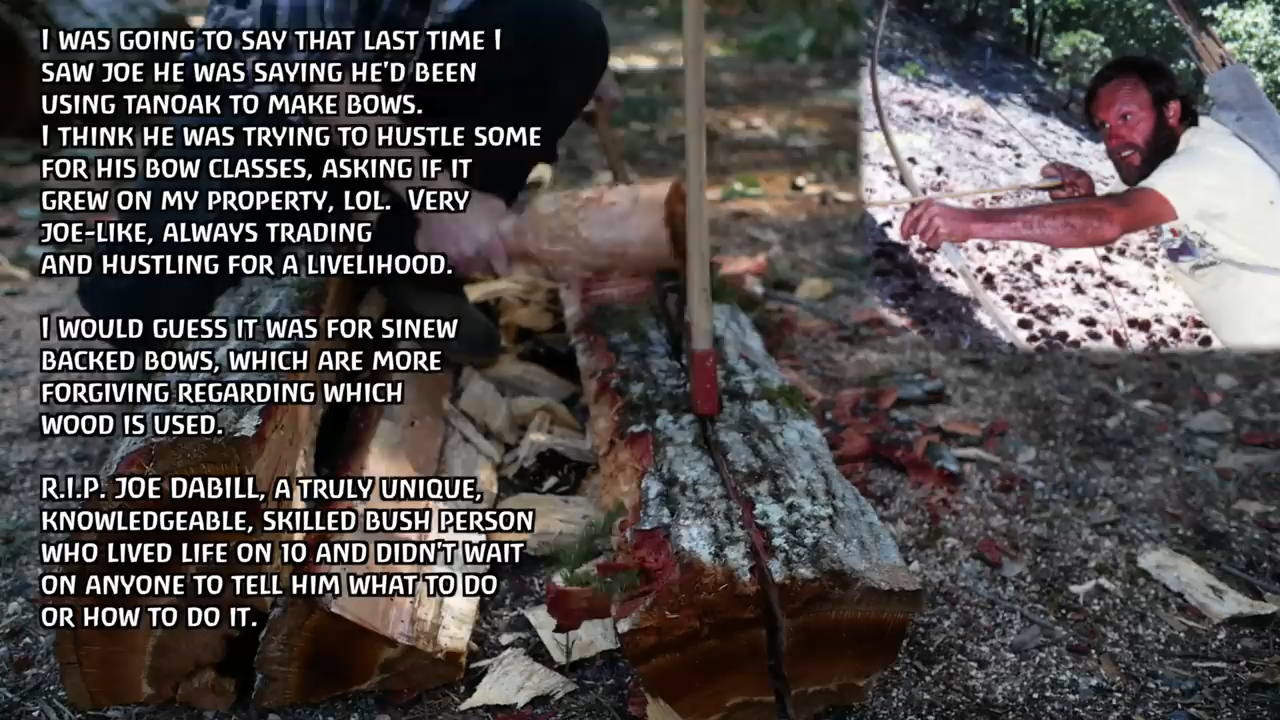 I WAS GOING TO SAY THAT LAST TIME I
SAW JOE HE WAS SAYING HE'D BEEN
USING TANOAK TO MAKE BOWS.
I THINK HE WAS TRYING TO HUSTLE SOME
FOR HIS BOW CLASSES, ASKING IF IT
GREW ON MY PROPERTY, LOL. VERY
JOE-LIKE, ALWAYS TRADING
AND HUSTLING FOR A LIVELIHOOD.
I WOULD GUESS IT WAS FOR SINEW
BACKED BOWS, WHICH ARE MORE
FORGIVING REGARDING WHICH
WOOD IS USED.
R.I.P. JOE DABILL, A TRULY UNIQUE,
KNOWLEDGEABLE, SKILLED BUSH PERSON
WHO LIVED LIFE ON 10 AND DIDN'T WAIT
ON ANYONE TO TELL HIM WHAT TO DO
OR HOW TO DO IT.